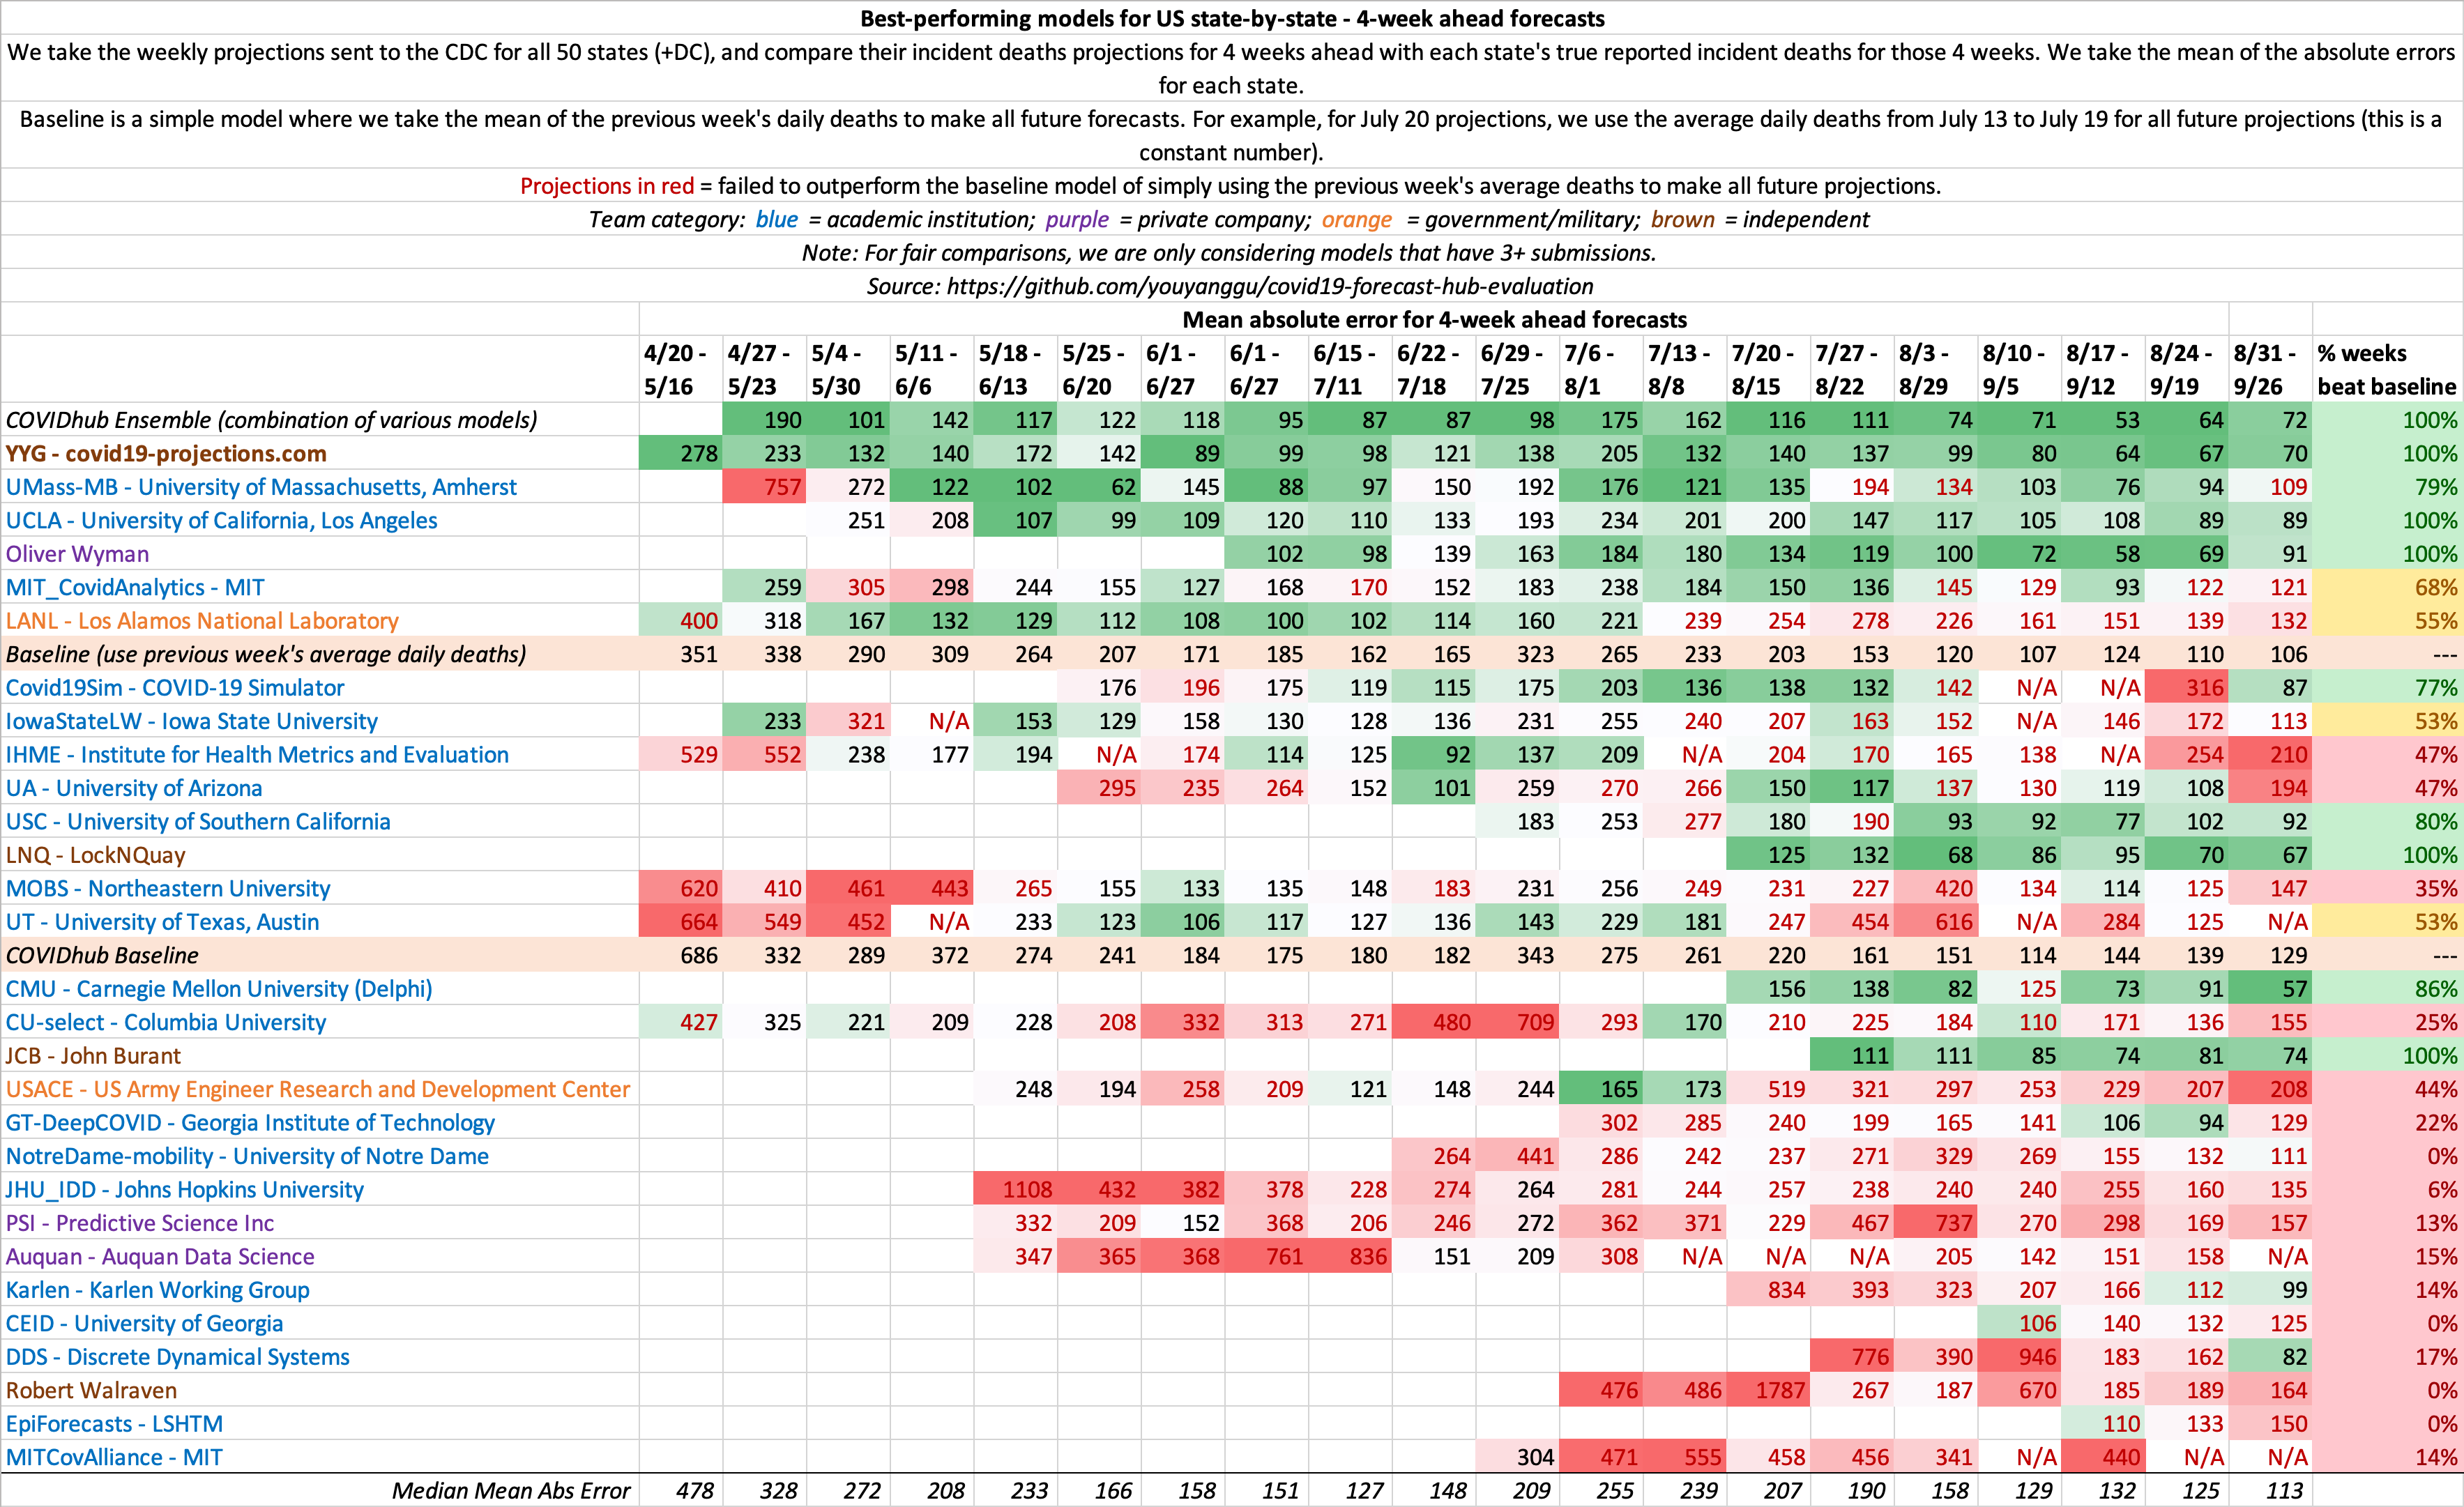 Best-performing models for US state-by-state - 4-week ahead forecasts
We take the weekly projections sent to the CDC for all 50 states (+DC), and compare their incident deaths projections for 4 weeks ahead with each state's true reported incident deaths for those 4 weeks. We take the mean of the absolute errors
for each state.
Baseline is a simple model where we take the mean of the previous week's daily deaths to make all future forecasts. For example, for July 20 projections, we use the average daily deaths from July 13 to July 19 for all future projections (this is a
constant number).
Projections in red = failed to outperform the baseline model of simply using the previous week's average deaths to make all future projections.
Team category: blue = academic institution; purple = private company; orange = government/military; brown = independent
Note: For fair comparisons, we are only considering models that have 3+ submissions.
Source: https://github.com/youyanggu/covid19-forecast-hub-evaluation
Mean absolute error for 4-week ahead forecasts
4/20 - 4/27 - 5/4 - 5/11 - 5/18 - 5/25 - 6/1 - 6/1 - 6/15 - 6/22 - 6/29 - 7/6 - 7/13 - 7/20 - 7/27 - 8/3 - 8/10 - 8/17 - 8/24 - 8/31 - % weeks
5/16 5/23 5/30 6/6 6/13 6/20 6/27 6/27 7/11 7/18 7/25 8/1 8/8 8/15 8/22 8/29 9/5 9/12 9/19 9/26 beat baseline
COVIDhub Ensemble (combination of various models) 190 101 142 117 122 118 95 87 87 98 175 162 116 111 74 71 53 64 72 100%
YYG - covid19-projections.com 278 233 132 140 172 142 89 99 98 121 138 205 132 140 137 99 80 64 67 70 100%
UMass-MB - University of Massachusetts, Amherst 757 272 122 102 62 145 88 97 150 192 176 121 135 194 134 103 76 94 109 79%
UCLA - University of California, Los Angeles 251 208 107 99 109 120 110 133 193 234 201 200 147 117 105 108 89 89 100%
Oliver Wyman 102 98 139 163 184 180 134 119 100 72 58 69 91 100%
MIT_CovidAnalytics - MIT 259 305 298 244 155 127 168 170 152 183 238 184 150 136 145 129 93 122 121 68%
LANL - Los Alamos National Laboratory 400 318 167 132 129 112 108 100 102 114 160 221 239 254 278 226 161 151 139 132 55%
Baseline (use previous week's average daily deaths) 351 338 290 309 264 207 171 185 162 165 323 265 233 203 153 120 107 124 110 106 ---
Covid19Sim - COVID-19 Simulator 176 196 175 119 115 175 203 136 138 132 142 N/A N/A 316 87 77%
IowaStateLW - Iowa State University 233 321 N/A 153 129 158 130 128 136 231 255 240 207 163 152 N/A 146 172 113 53%
IHME - Institute for Health Metrics and Evaluation 529 552 238 177 194 N/A 174 114 125 92 137 209 N/A 204 170 165 138 N/A 254 210 47%
UA - University of Arizona 295 235 264 152 101 259 270 266 150 117 137 130 119 108 194 47%
USC - University of Southern California 183 253 277 180 190 93 92 77 102 92 80%
LNQ - LockNQuay 125 132 68 86 95 70 67 100%
MOBS - Northeastern University 620 410 461 443 265 155 133 135 148 183 231 256 249 231 227 420 134 114 125 147 35%
UT - University of Texas, Austin 664 549 452 N/A 233 123 106 117 127 136 143 229 181 247 454 616 N/A 284 125 N/A 53%
COVIDhub Baseline 686 332 289 372 274 241 184 175 180 182 343 275 261 220 161 151 114 144 139 129 ---
CMU - Carnegie Mellon University (Delphi) 156 138 82 125 73 91 57 86%
CU-select - Columbia University 427 325 221 209 228 208 332 313 271 480 709 293 170 210 225 184 110 171 136 155 25%
JCB - John Burant 111 111 85 74 81 74 100%
USACE - US Army Engineer Research and Development Center 248 194 258 209 121 148 244 165 173 519 321 297 253 229 207 208 44%
GT-DeepCOVID - Georgia Institute of Technology 302 285 240 199 165 141 106 94 129 22%
NotreDame-mobility - University of Notre Dame 264 441 286 242 237 271 329 269 155 132 111 0%
JHU_IDD - Johns Hopkins University 1108 432 382 378 228 274 264 281 244 257 238 240 240 255 160 135 6%
PSI - Predictive Science Inc 332 209 152 368 206 246 272 362 371 229 467 737 270 298 169 157 13%
Auquan - Auquan Data Science 347 365 368 761 836 151 209 308 N/A N/A N/A 205 142 151 158 N/A 15%
Karlen - Karlen Working Group 834 393 323 207 166 112 99 14%
CEID - University of Georgia 106 140 132 125 0%
DDS - Discrete Dynamical Systems 776 390 946 183 162 82 17%
Robert Walraven 476 486 1787 267 187 670 185 189 164 0%
EpiForecasts - LSHTM 110 133 150 0%
MITCovAlliance - MIT 304 471 555 458 456 341 N/A 440 N/A N/A 14%
Median Mean Abs Error 478 328 272 208 233 166 158 151 127 148 209 255 239 207 190 158 129 132 125 113